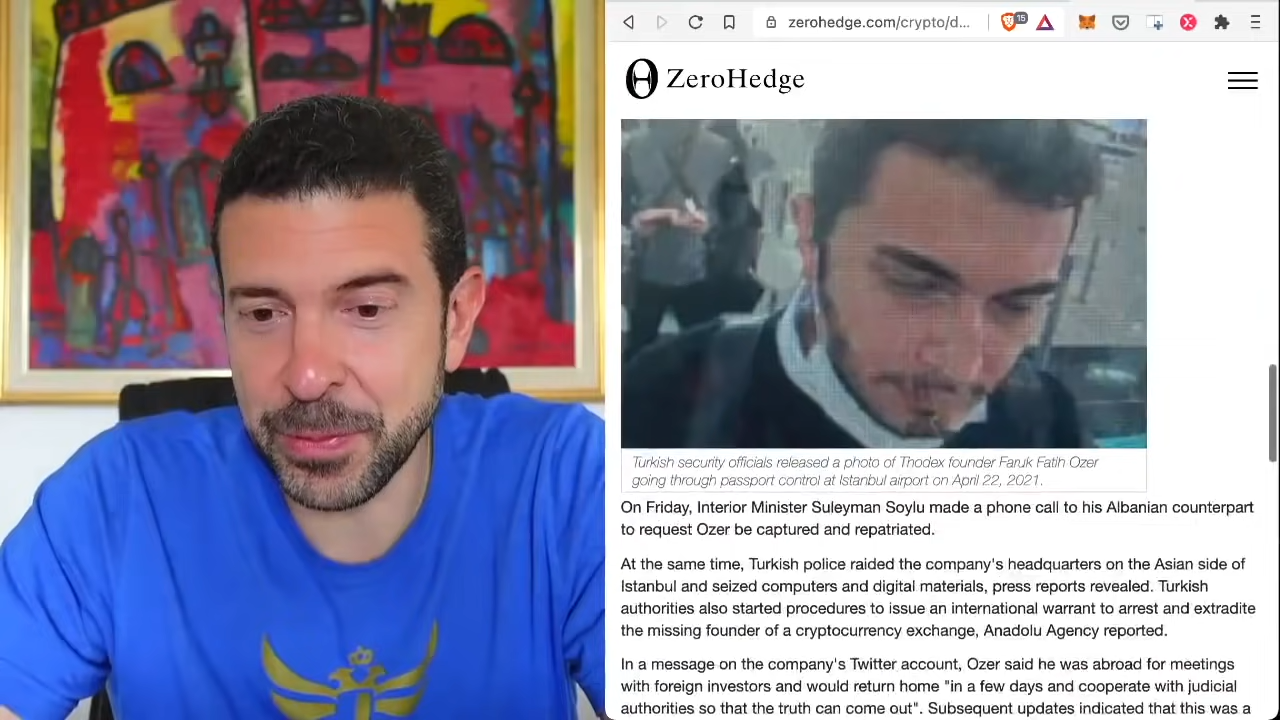 zerohedge.com/crypto/d...
15
ZeroHedge
Turkish security officials released a photo of Thodex founder Faruk Fatih Ozer
going through passport control at Istanbul airport on April 22, 2021.
On Friday, Interior Minister Suleyman Soylu made a phone call to his Albanian counterpart
to request Ozer be captured and repatriated.
At the same time, Turkish police raided the company's headquarters on the Asian side of
Istanbul and seized computers and digital materials, press reports revealed. Turkish
authorities also started procedures to issue an international warrant to arrest and extradite
the missing founder of a cryptocurrency exchange, Anadolu Agency reported.
In a message on the company's Twitter account, Ozer said he was abroad for meetings
with foreign investors and would return home "in a few days and cooperate with judicial
authorities so that the truth can come out". Subsequent updates indicated that this was a